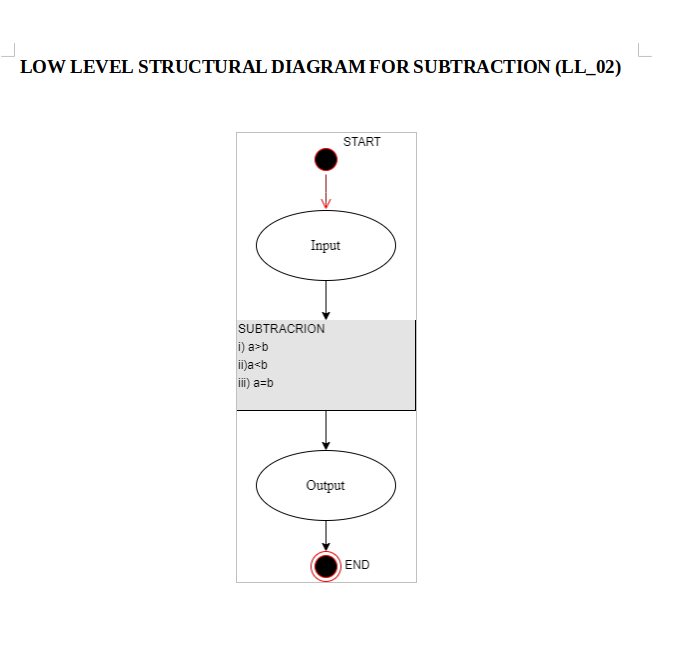 LOW LEVEL STRUCTURAL DIAGRAM FOR SUBTRACTION (LL_02)
START
Input
SUBTRACRION
i) a>b
ii)a<b
iii) a=b
Output
END